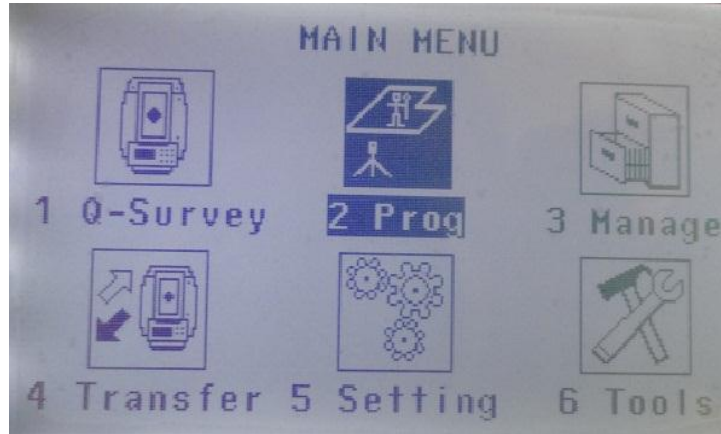 MAIN MENU
1 Q-Survey 2 Prog 3 Manage
4 Transfer 5 Setting 6 Tools